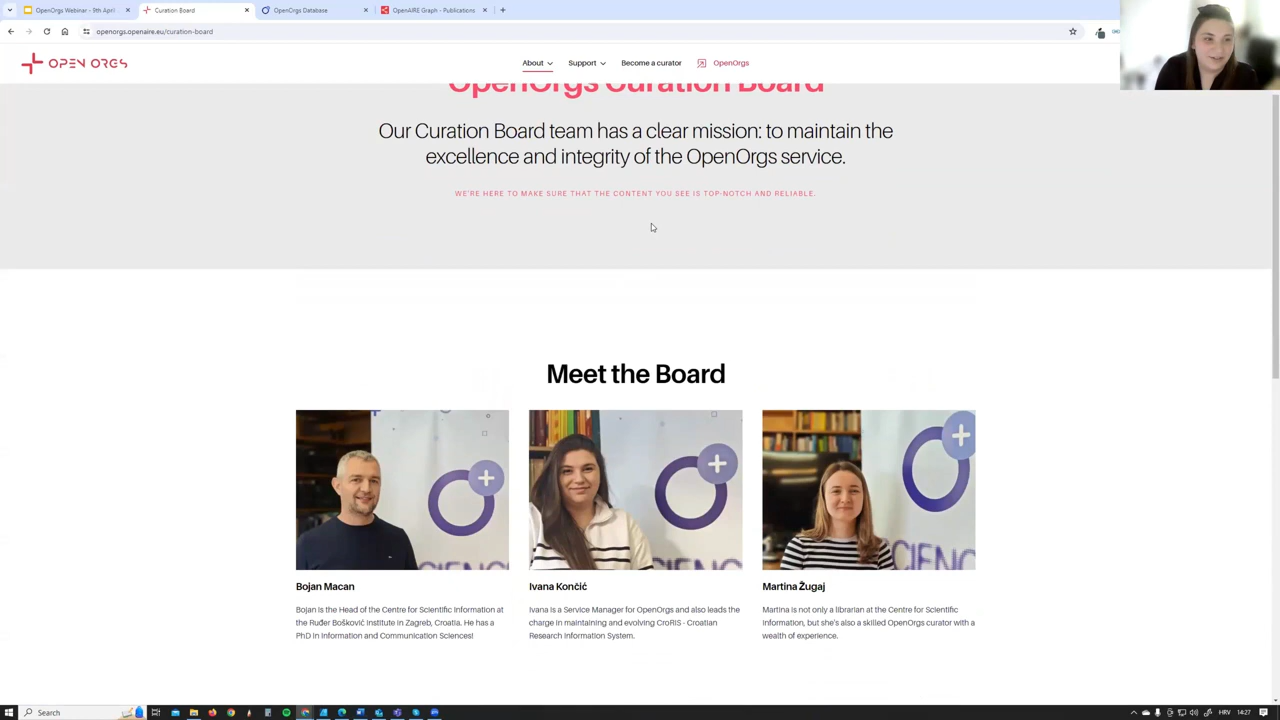 OpenOrgs Webinar - 9th April
Curation Board
OpenOrgs Database
OpenAIRE Graph - Publications
openorgs.openaire.eu/curation-board
OPEN ORGS
About
Support
Become a curator
OpenOrgs
OpenOrgs Curation Board
Our Curation Board team has a clear mission: to maintain the
excellence and integrity of the OpenOrgs service.
WE'RE HERE TO MAKE SURE THAT THE CONTENT YOU SEE IS TOP-NOTCH AND RELIABLE.
Meet the Board
Bojan Macan
Bojan is the Head of the Centre for Scientific Information at
the Ruđer Bošković Institute in Zagreb, Croatia. He has a
PhD in Information and Communication Sciences!
Ivana Končić
Ivana is a Service Manager for OpenOrgs and also leads the
charge in maintaining and evolving CroRIS - Croatian
Research Information System.
Martina Žugaj
Martina is not only a librarian at the Centre for Scientific
Information, but she's also a skilled OpenOrgs curator with a
wealth of experience.
Search
HRV
14:27